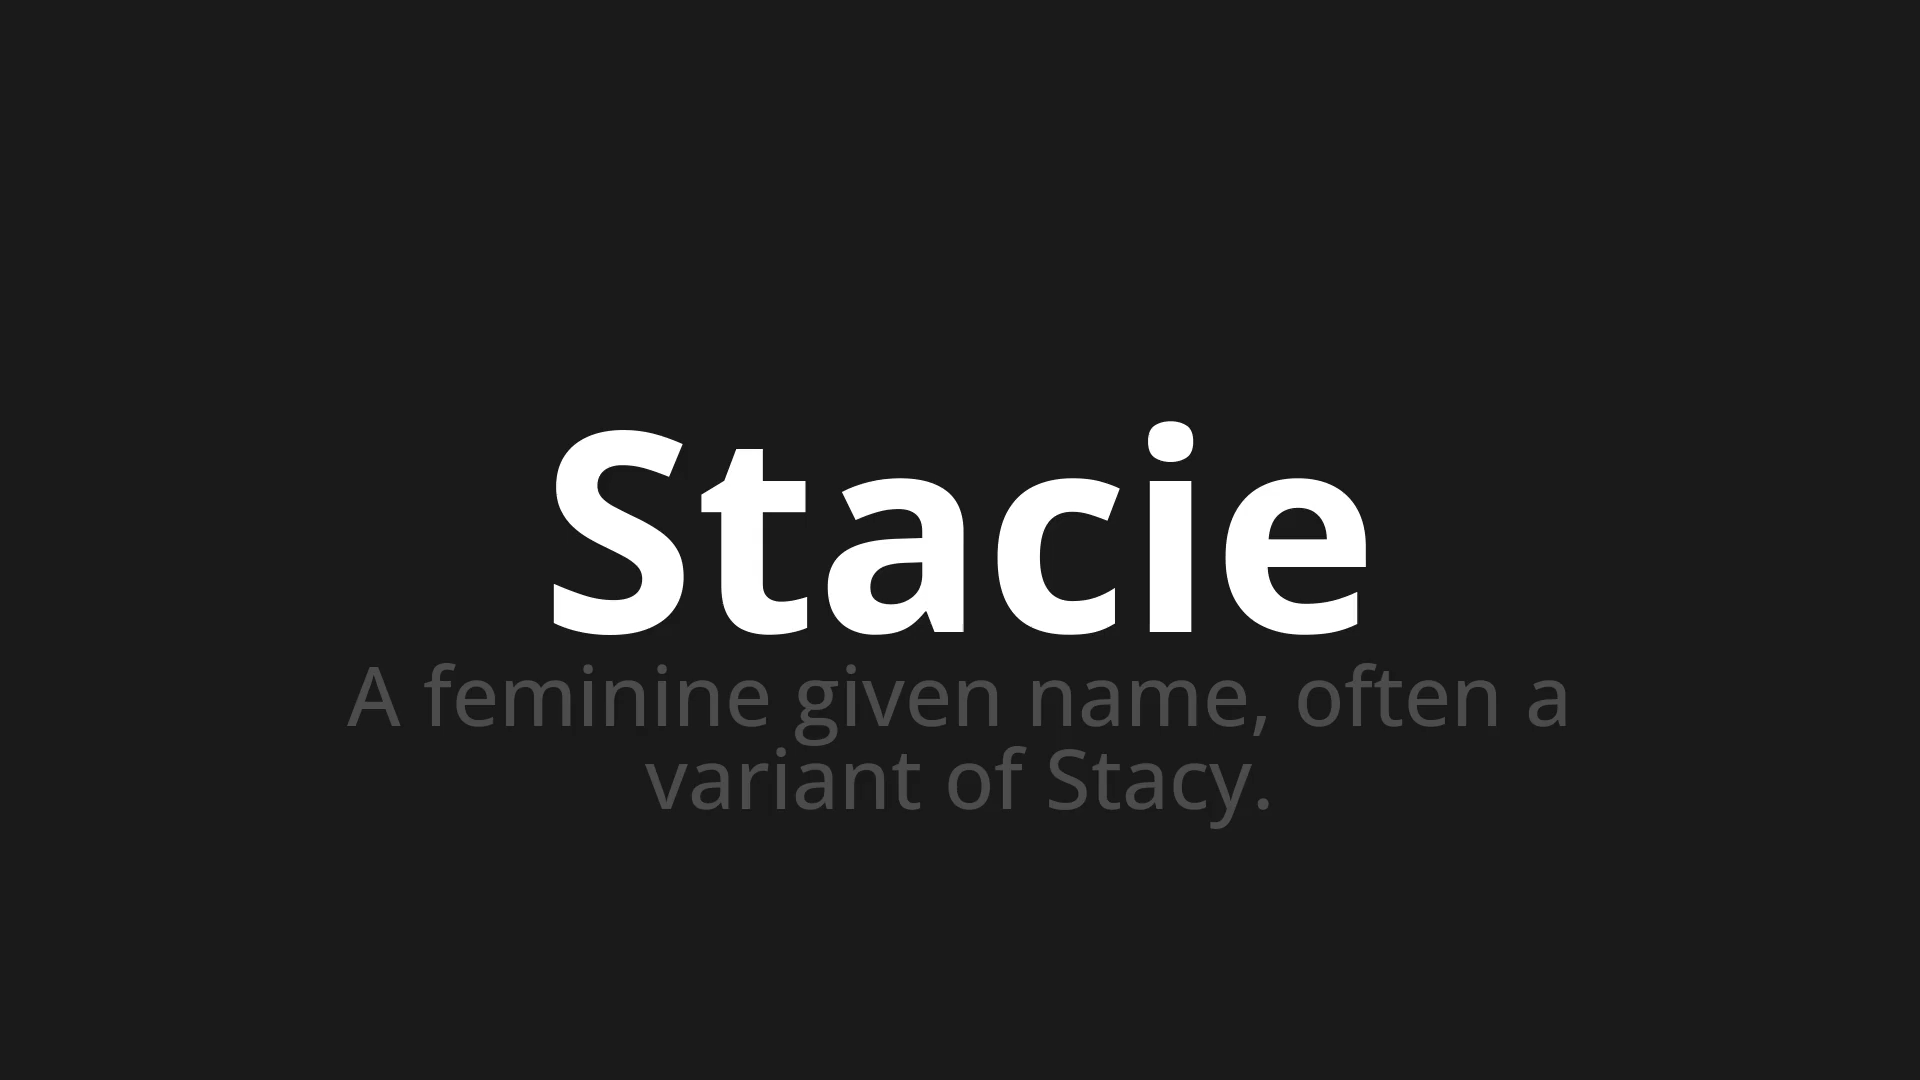 Stacie
A feminine given name, often a
variant of Stacy.